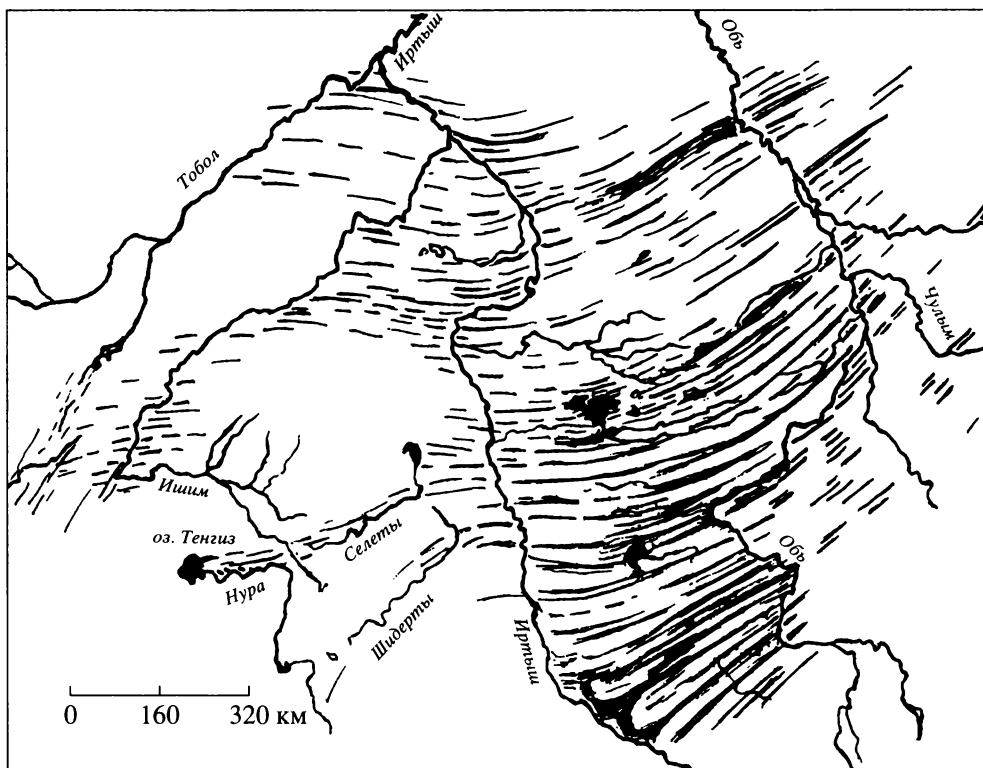 Иртыш
Обь
Тобол
Чулым
Ишим
оз. Тенгиз
Селеты
Нура
Обь
Шидерты
Иртыш
0 160 320 км